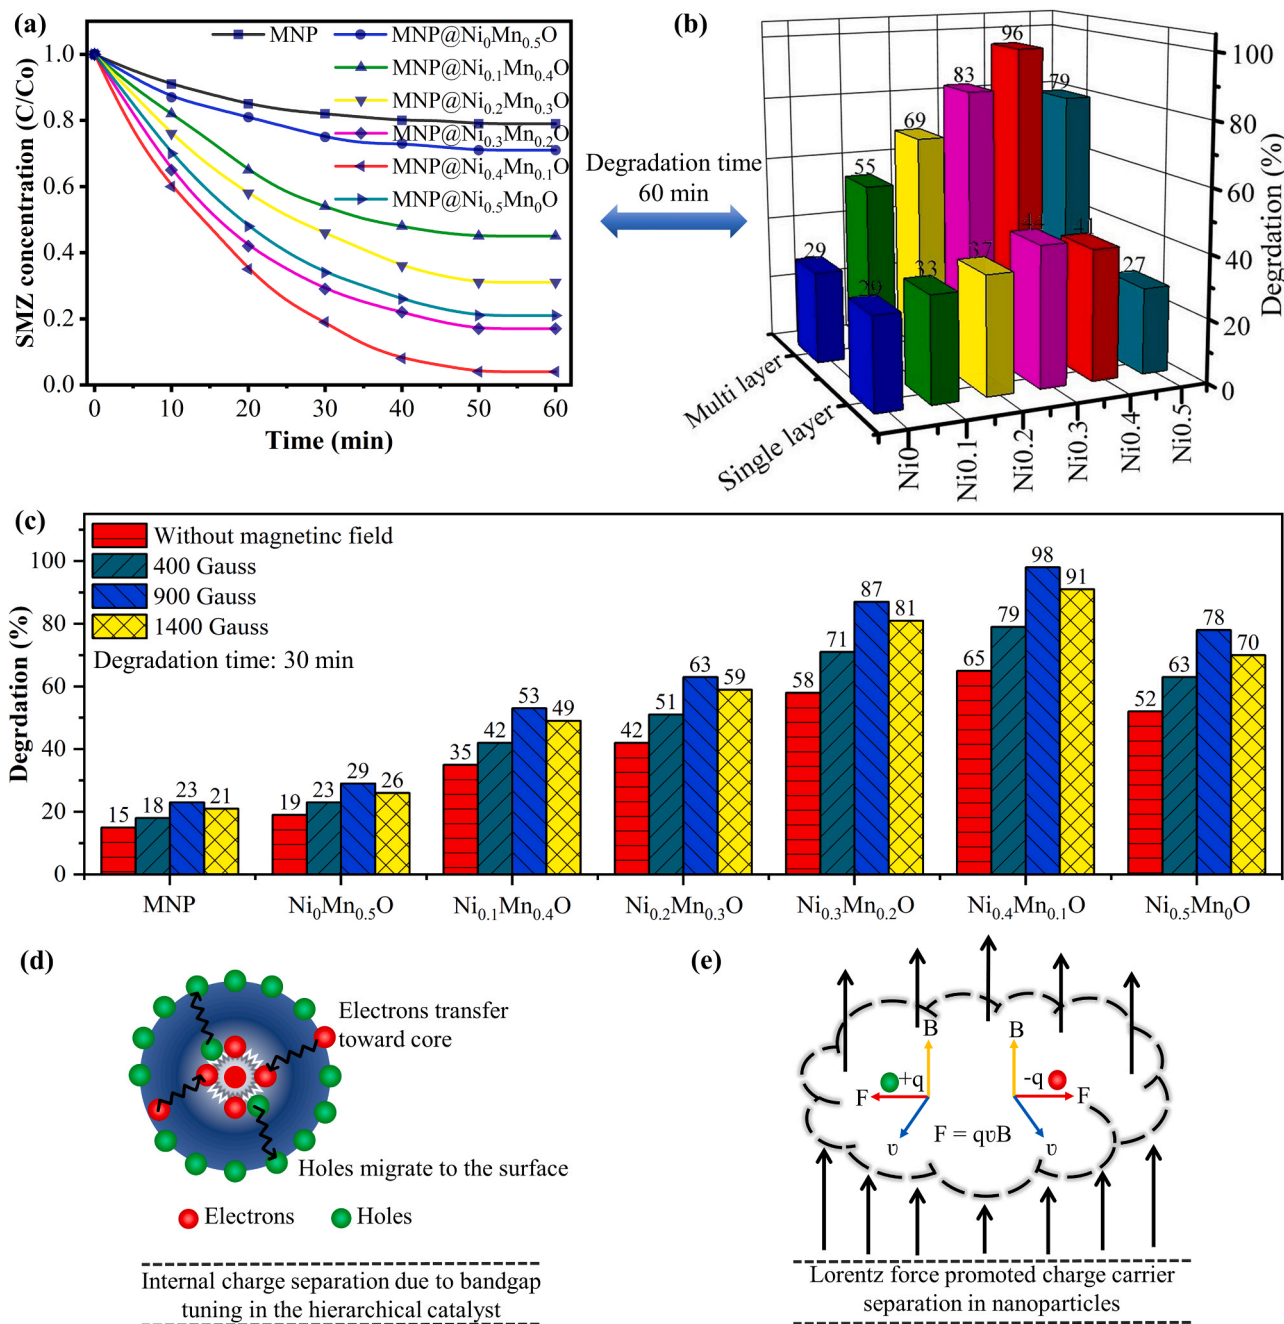 (a)
MNP
MNP@Ni0Mn0.5O
MNP@Ni0.1Mn0.4O
MNP@Ni0.2Mn0.3O
MNP@Ni0.3Mn0.2O
MNP@Ni0.4Mn0.1O
MNP@Ni0.5Mn0O
SMZ concentration (C/Co)
1.0
0.8
0.6
0.4
0.2
0.0
0 10 20 30 40 50 60
Time (min)
Degradation time
60 min
(b)
29
55
69
83
96
79
29
33
37
27
100
80
60
40
20
0
Degrdation (%)
Multi layer
Single layer
Ni0
Ni0.1
Ni0.2
Ni0.3
Ni0.4
Ni0.5
(c)
Without magnetinc field
400 Gauss
900 Gauss
1400 Gauss
Degradation time: 30 min
Degrdation (%)
100
80
60
40
20
0
15 18 23 21
19 23 29 26
35 42 53 49
42 51 63 59
58 71 87 81
65 79 98 91
52 63 78 70
MNP Ni0Mn0.5O Ni0.1Mn0.4O Ni0.2Mn0.3O Ni0.3Mn0.2O Ni0.4Mn0.1O Ni0.5Mn0O
(d)
Electrons transfer
toward core
Holes migrate to the surface
Electrons Holes
Internal charge separation due to bandgap
tuning in the hierarchical catalyst
(e)
B B
+q -q
F F
F = qυB
υ υ
Lorentz force promoted charge carrier
separation in nanoparticles